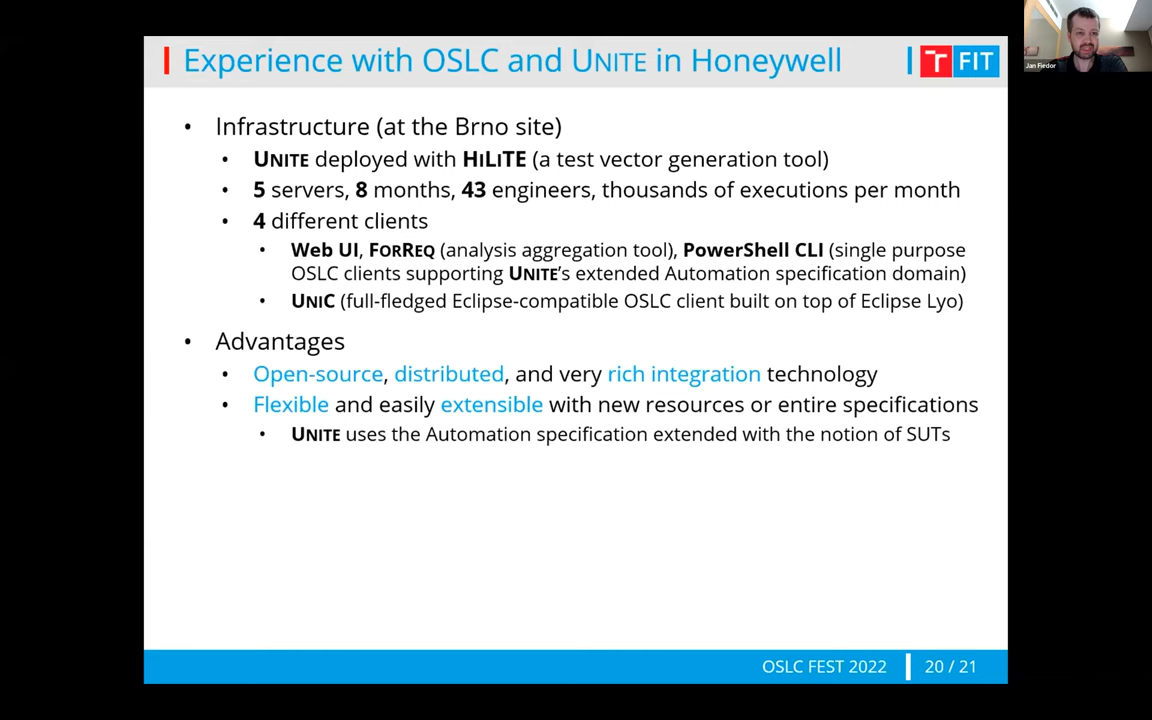 Experience with OSLC and UNITE in Honeywell
T FIT
Jan Fiedor
• Infrastructure (at the Brno site)
• UNITE deployed with HILITE (a test vector generation tool)
• 5 servers, 8 months, 43 engineers, thousands of executions per month
• 4 different clients
• Web UI, FORREQ (analysis aggregation tool), PowerShell CLI (single purpose
OSLC clients supporting UNITE's extended Automation specification domain)
• UNIC (full-fledged Eclipse-compatible OSLC client built on top of Eclipse Lyo)
• Advantages
• Open-source, distributed, and very rich integration technology
• Flexible and easily extensible with new resources or entire specifications
• UNITE uses the Automation specification extended with the notion of SUTs
OSLC FEST 2022 20 / 21